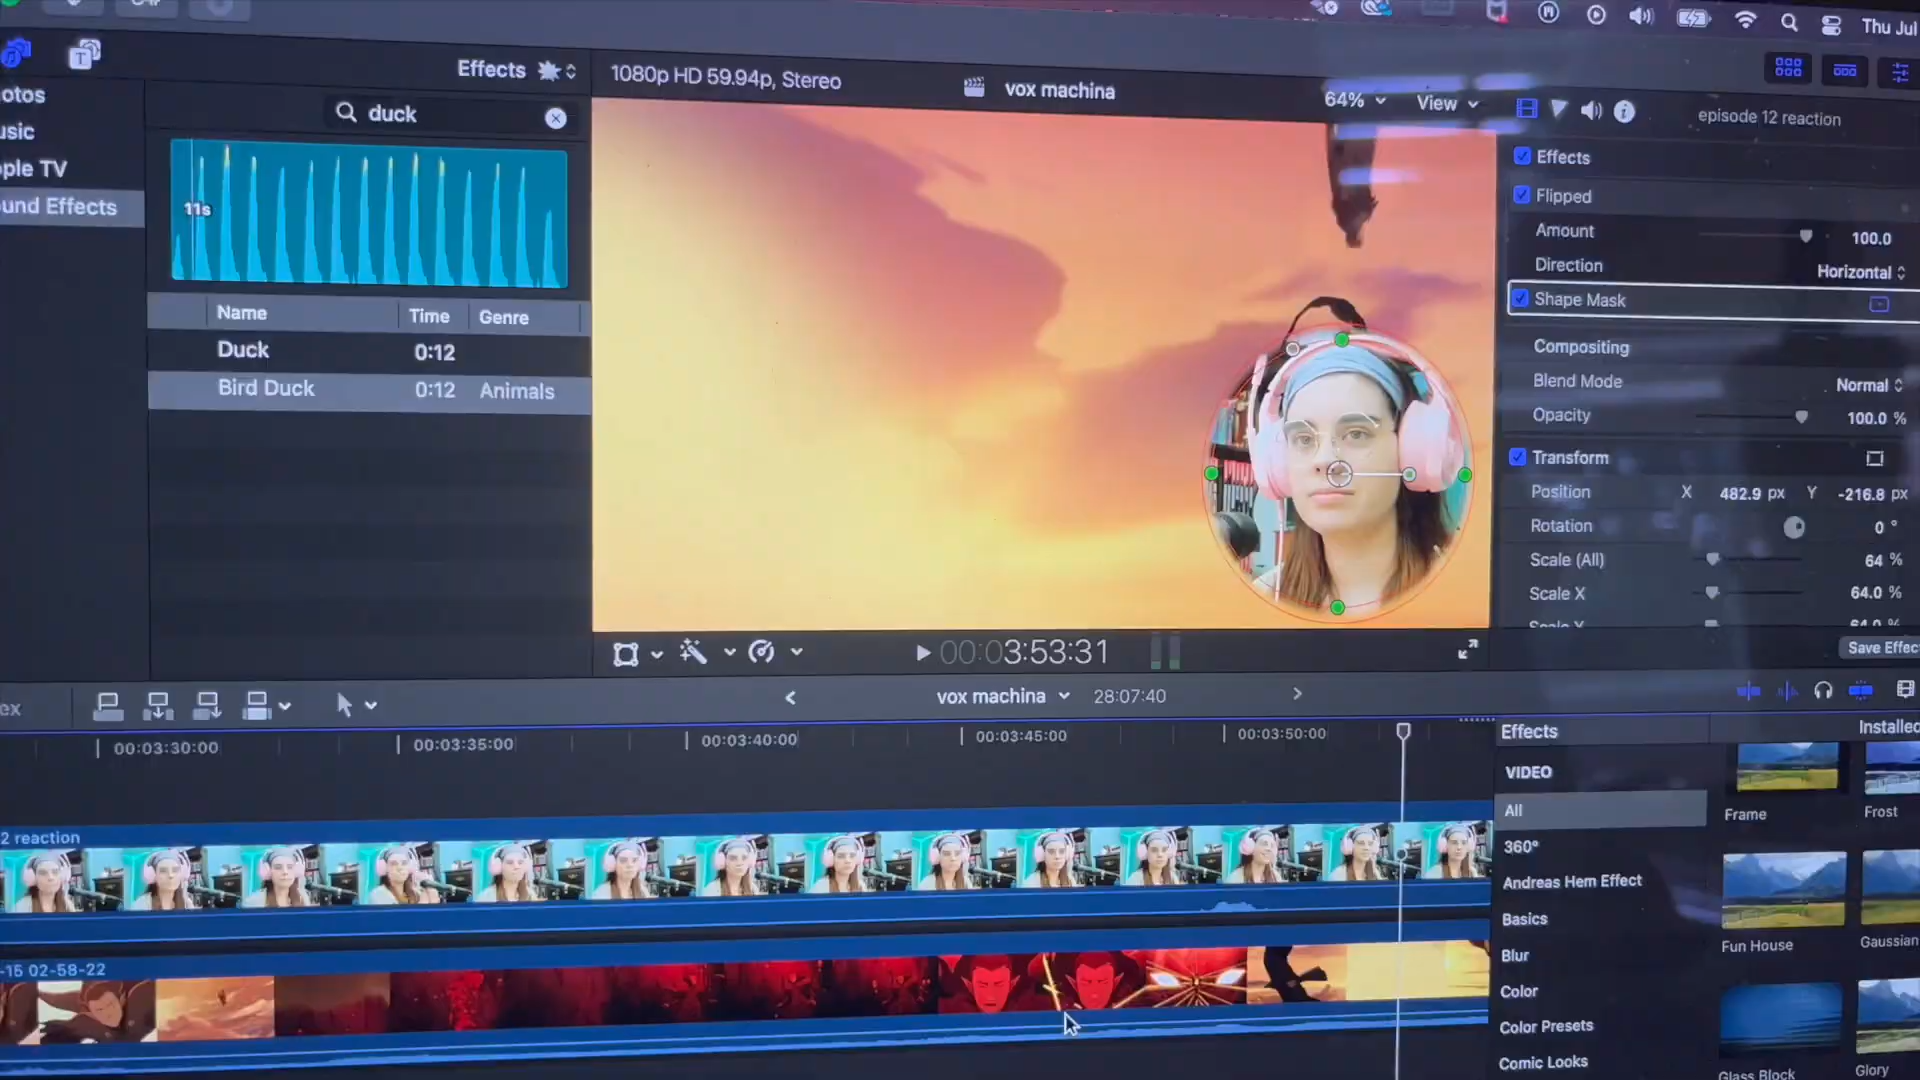 Thu Jul
otos
usic
ple TV
und Effects
Effects
duck
11s
Name Time Genre
Duck 0:12
Bird Duck 0:12 Animals
1080p HD 59.94p, Stereo
vox machina
64% View
episode 12 reaction
Effects
Flipped
Amount 100.0
Direction Horizontal
Shape Mask
Compositing
Blend Mode Normal
Opacity 100.0 %
Transform
Position X 482.9 px Y -216.8 px
Rotation 0 °
Scale (All) 64 %
Scale X 64.0 %
Scale Y 64.0 %
Save Effec
00:03:53:31
ex
vox machina 28:07:40
00:03:30:00 00:03:35:00 00:03:40:00 00:03:45:00 00:03:50:00
2 reaction
-15 02-58-22
Effects Installed
VIDEO
All
360°
Andreas Hem Effect
Basics
Blur
Color
Color Presets
Comic Looks
Frame Frost
Fun House Gaussian
Glass Block Glory